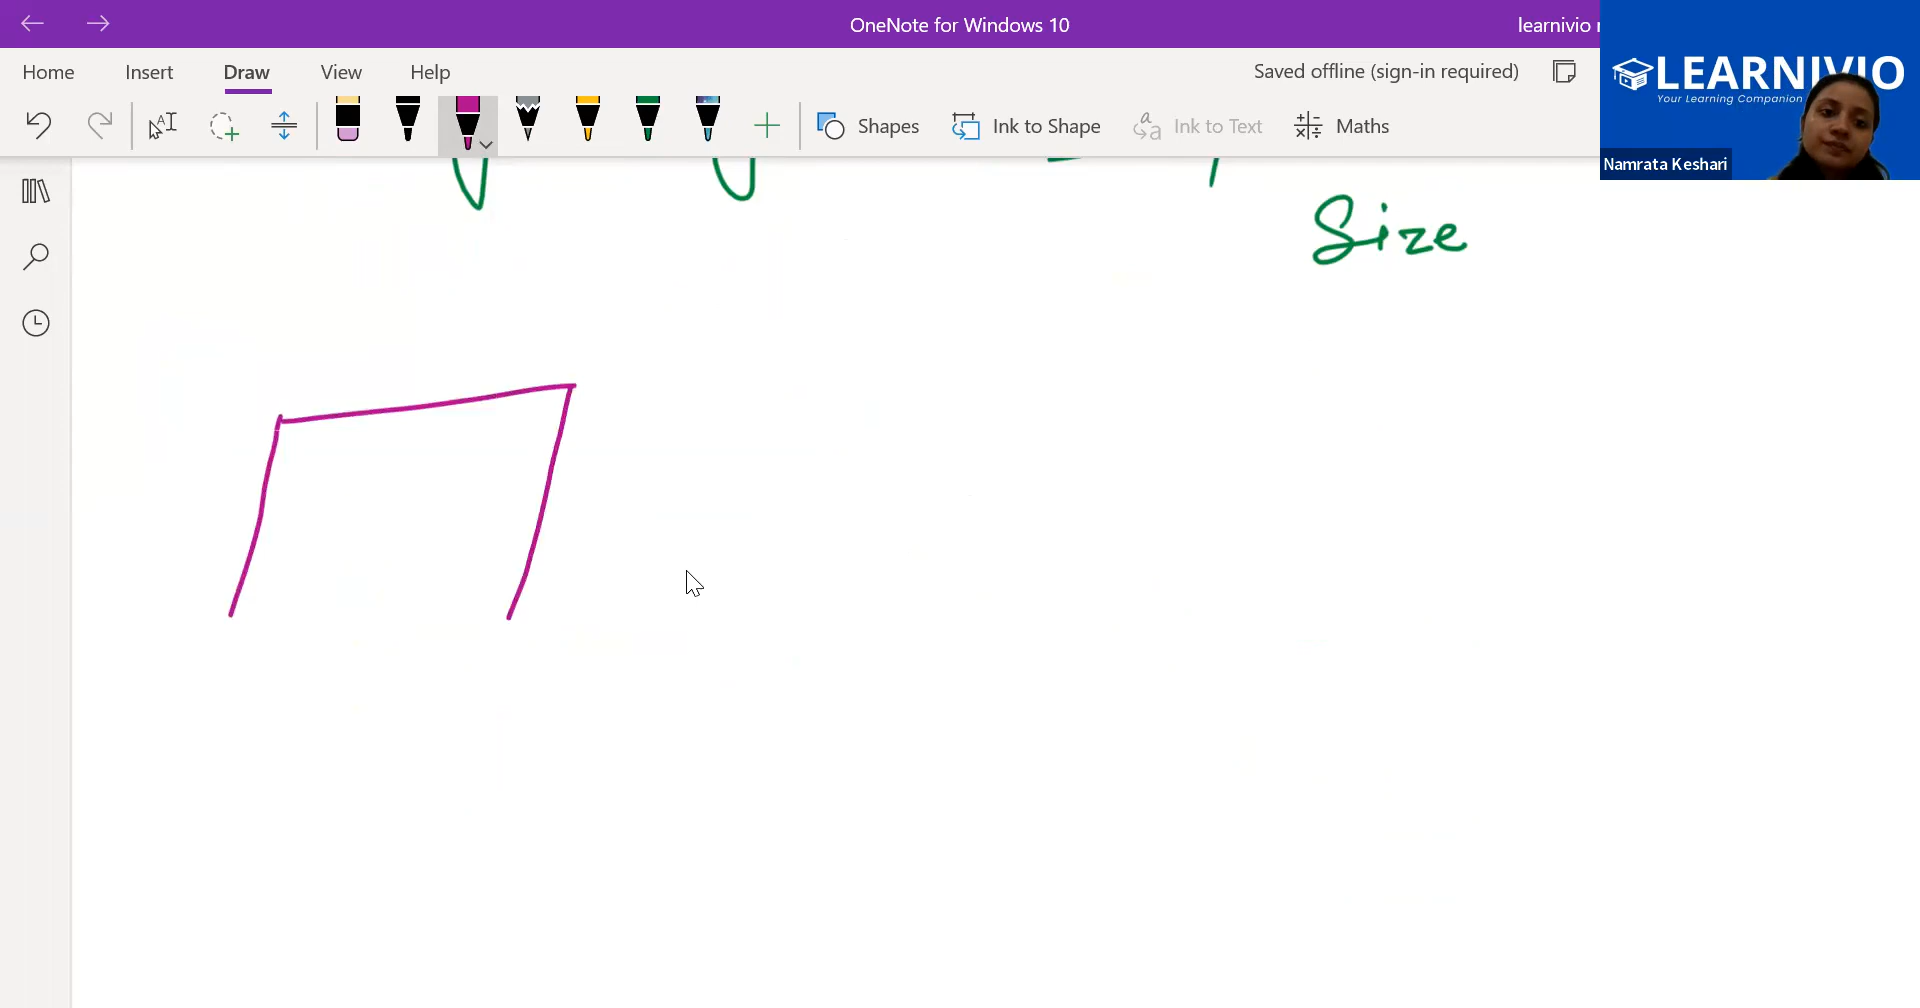 OneNote for Windows 10
learnivio
Home Insert Draw View Help
Saved offline (sign-in required)
Shapes Ink to Shape Ink to Text Maths
LEARNIVIO
Your Learning Companion
Namrata Keshari
Size